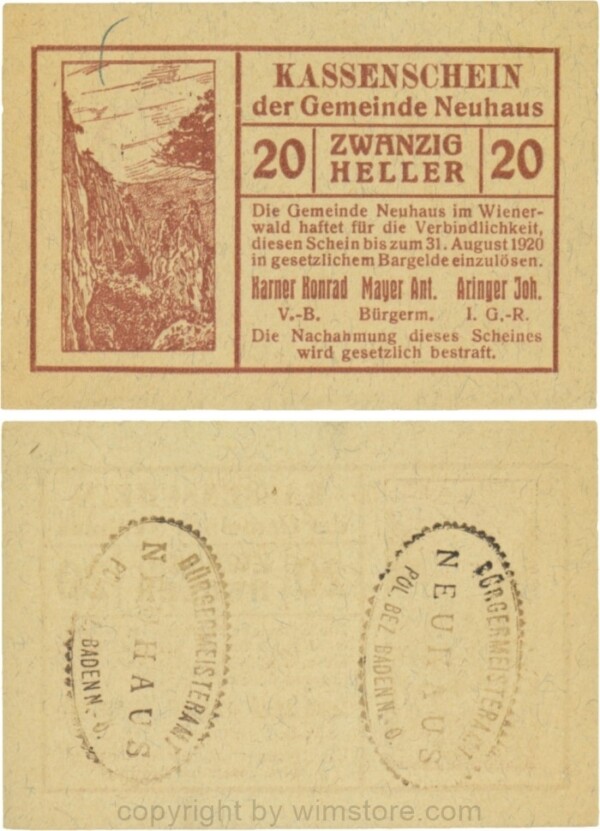 KASSENSCHEIN
der Gemeinde Neuhaus
20 ZWANZIG HELLER 20
Die Gemeinde Neuhaus im Wiener-
wald haftet für die Verbindlichkeit,
diesen Schein bis zum 31. August 1920
in gesetzlichem Bargelde einzulösen.
Karner Konrad Mayer Ant. Aringer Joh.
V.-B. Bürgerm. I. G.-R.
Die Nachahmung dieses Scheines
wird gesetzlich bestraft.
BÜRGERMEISTERAMT
NEUHAUS
BADEN N.-Ö.
BÜRGERMEISTERAMT
NEUHAUS
POL. BEZ. BADEN N.-Ö.
copyright by wimstore.com